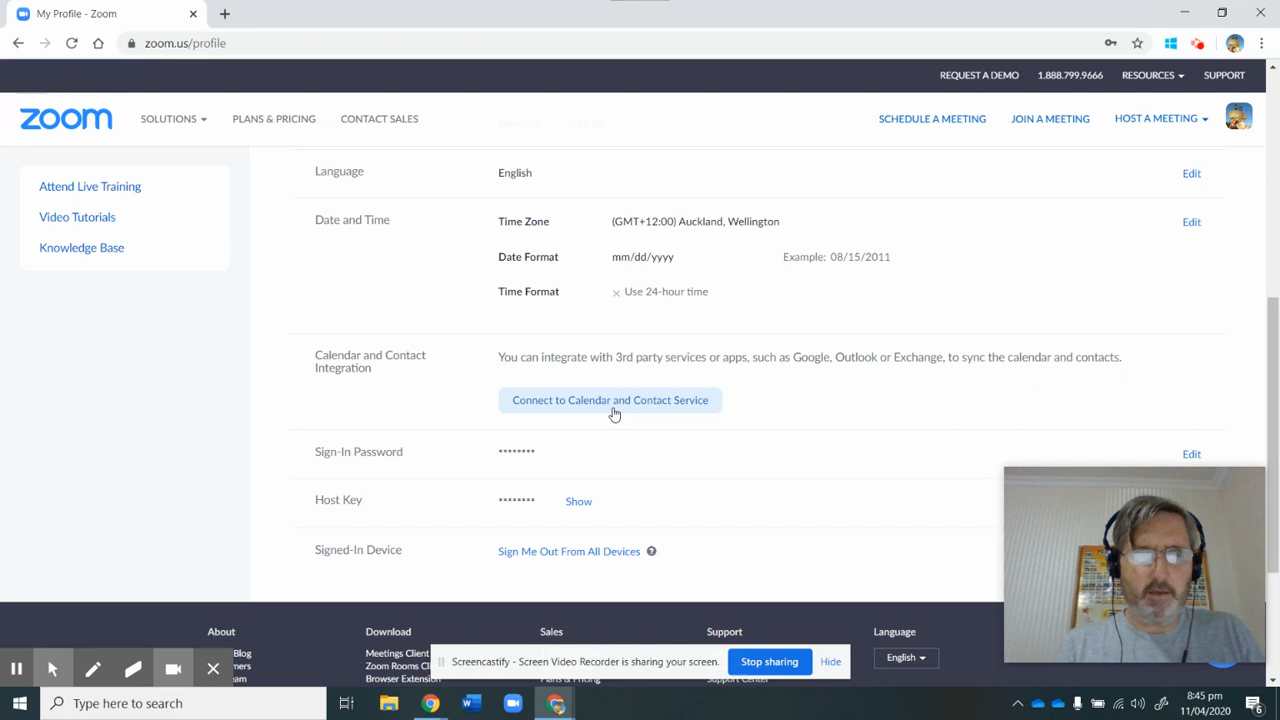 My Profile - Zoom
zoom.us/profile
REQUEST A DEMO 1.888.799.9666 RESOURCES SUPPORT
zoom SOLUTIONS PLANS & PRICING CONTACT SALES SCHEDULE A MEETING JOIN A MEETING HOST A MEETING
Attend Live Training
Video Tutorials
Knowledge Base
Language English Edit
Date and Time Time Zone (GMT+12:00) Auckland, Wellington Edit
Date Format mm/dd/yyyy Example: 08/15/2011
Time Format × Use 24-hour time
Calendar and Contact
Integration
You can integrate with 3rd party services or apps, such as Google, Outlook or Exchange, to sync the calendar and contacts.
Connect to Calendar and Contact Service
Sign-In Password ******** Edit
Host Key ******** Show
Signed-In Device Sign Me Out From All Devices ?
About Download Sales Support Language
Blog Meetings Client English
Zoom Rooms
Browser Extension Plans & Pricing Support Center
Screencastify - Screen Video Recorder is sharing your screen. Stop sharing Hide
Type here to search
8:45 pm
11/04/2020
6